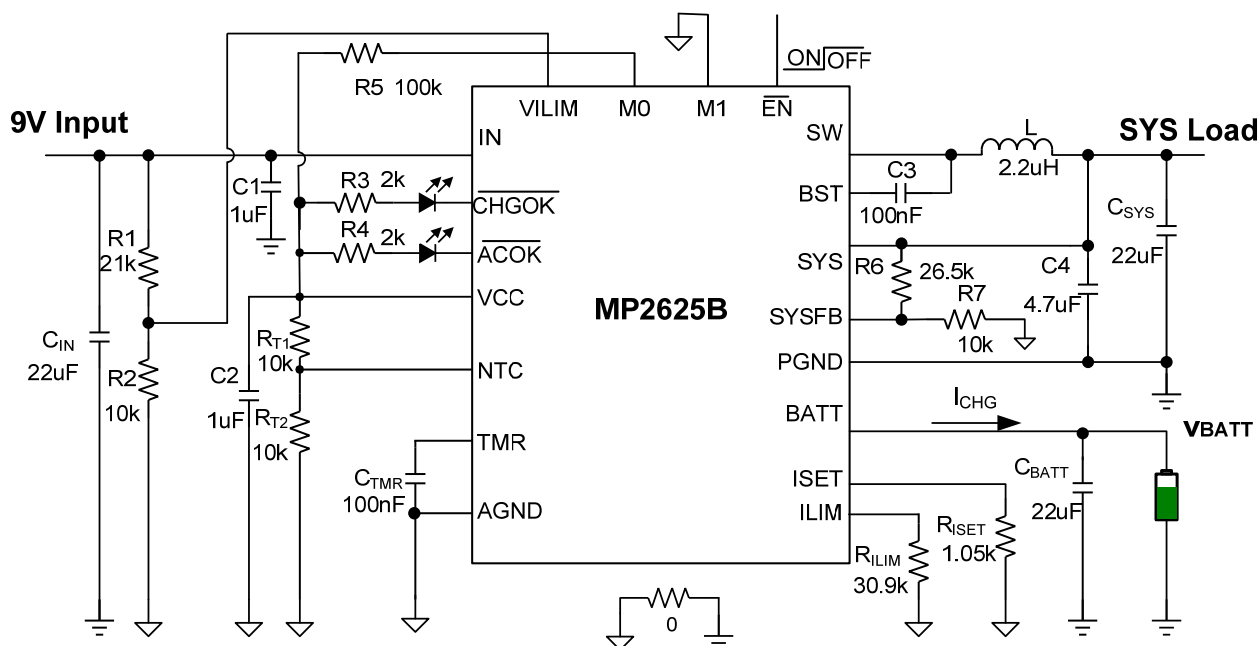 ON OFF
R5 100k
VILIM
M0
M1
EN
9V Input
IN
SW
L
2.2uH
SYS Load
C1
1uF
R3
2k
CHGOK
BST
C3
100nF
CSYS
22uF
R1
21k
R4
2k
ACOK
SYS
R6
26.5k
C4
4.7uF
VCC
MP2625B
SYSFB
R7
10k
CIN
22uF
RT1
10k
R2
10k
C2
1uF
NTC
PGND
RT2
10k
BATT
ICHG
VBATT
TMR
CTMR
100nF
AGND
ISET
ILIM
CBATT
22uF
RISET
1.05k
RILIM
30.9k
0